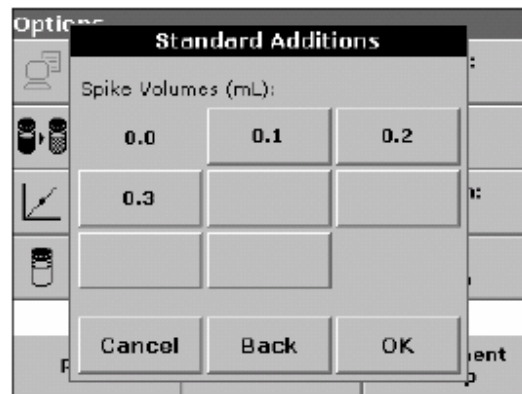 Options
Standard Additions
Spike Volumes (mL):
0.0 0.1 0.2
0.3
Cancel Back OK